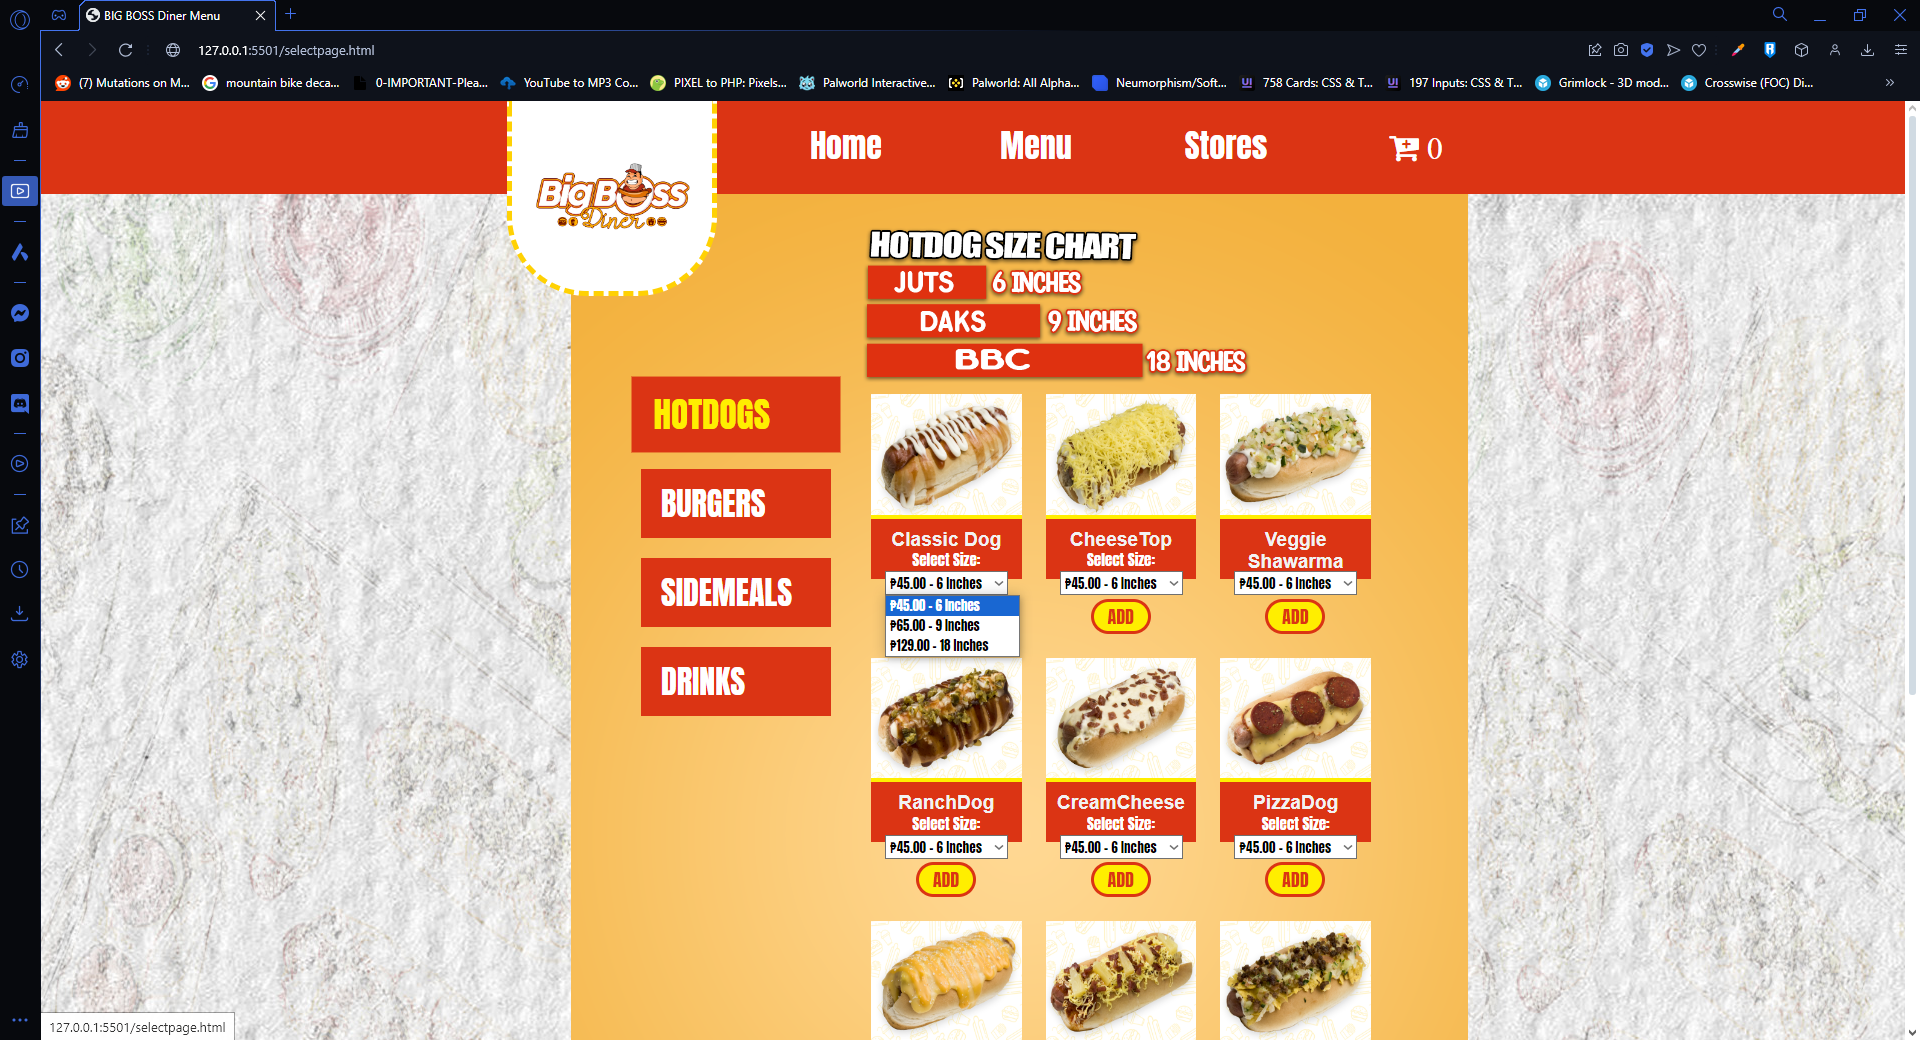 BIG BOSS Diner Menu
127.0.0.1:5501/selectpage.html
(7) Mutations on M...
mountain bike deca...
0-IMPORTANT-Plea...
YouTube to MP3 Co...
PIXEL to PHP: Pixels...
Palworld Interactive...
Palworld: All Alpha...
Neumorphism/Soft...
UI
758 Cards: CSS & T...
UI
197 Inputs: CSS & T...
Grimlock - 3D mod...
Crosswise (FOC) Di...
Home
Menu
Stores
0
BigBoss
Diner
HOTDOG SIZE CHART
JUTS 6 INCHES
DAKS 9 INCHES
BBC 18 INCHES
HOTDOGS
BURGERS
SIDEMEALS
DRINKS
Classic Dog
Select Size:
₱45.00 - 6 Inches
₱45.00 - 6 Inches
₱65.00 - 9 Inches
₱129.00 - 18 Inches
CheeseTop
Select Size:
₱45.00 - 6 Inches
ADD
Veggie
Shawarma
₱45.00 - 6 Inches
ADD
RanchDog
Select Size:
₱45.00 - 6 Inches
ADD
CreamCheese
Select Size:
₱45.00 - 6 Inches
ADD
PizzaDog
Select Size:
₱45.00 - 6 Inches
ADD
127.0.0.1:5501/selectpage.html